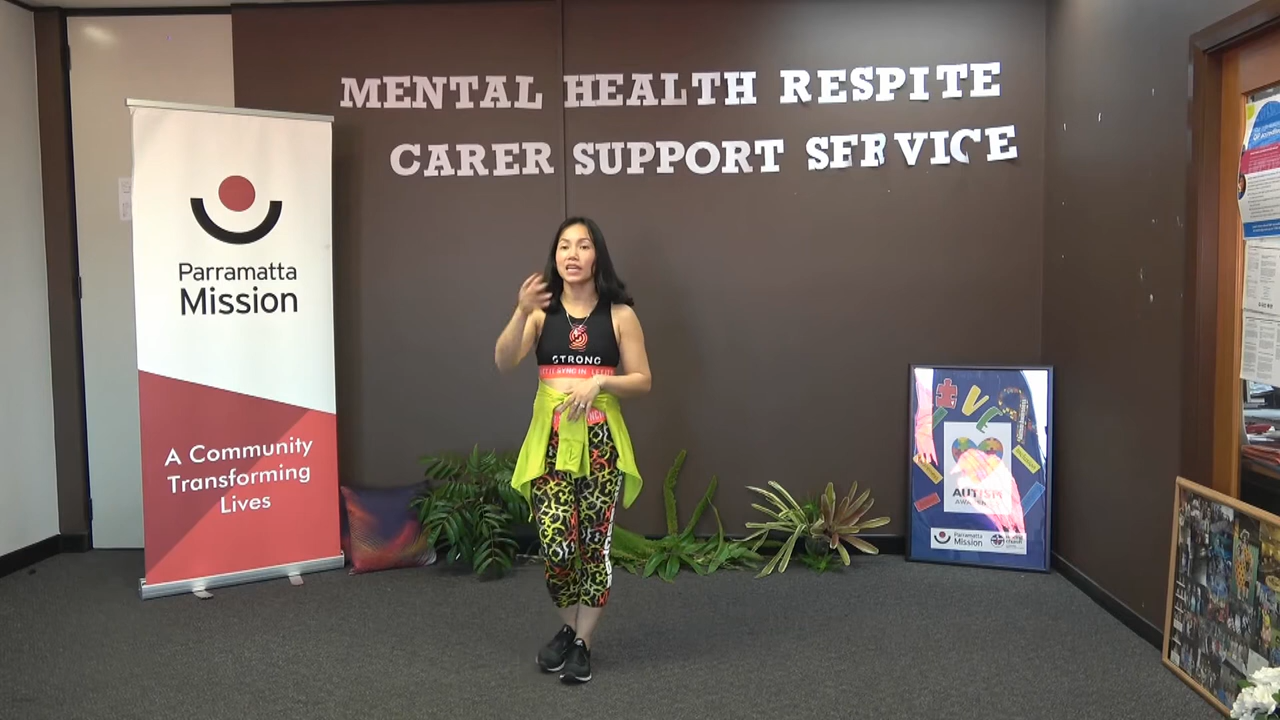 MENTAL HEALTH RESPITE
CARER SUPPORT SERVICE
Parramatta
Mission
A Community
Transforming
Lives
STRONG
AUTISM
Parramatta
Mission